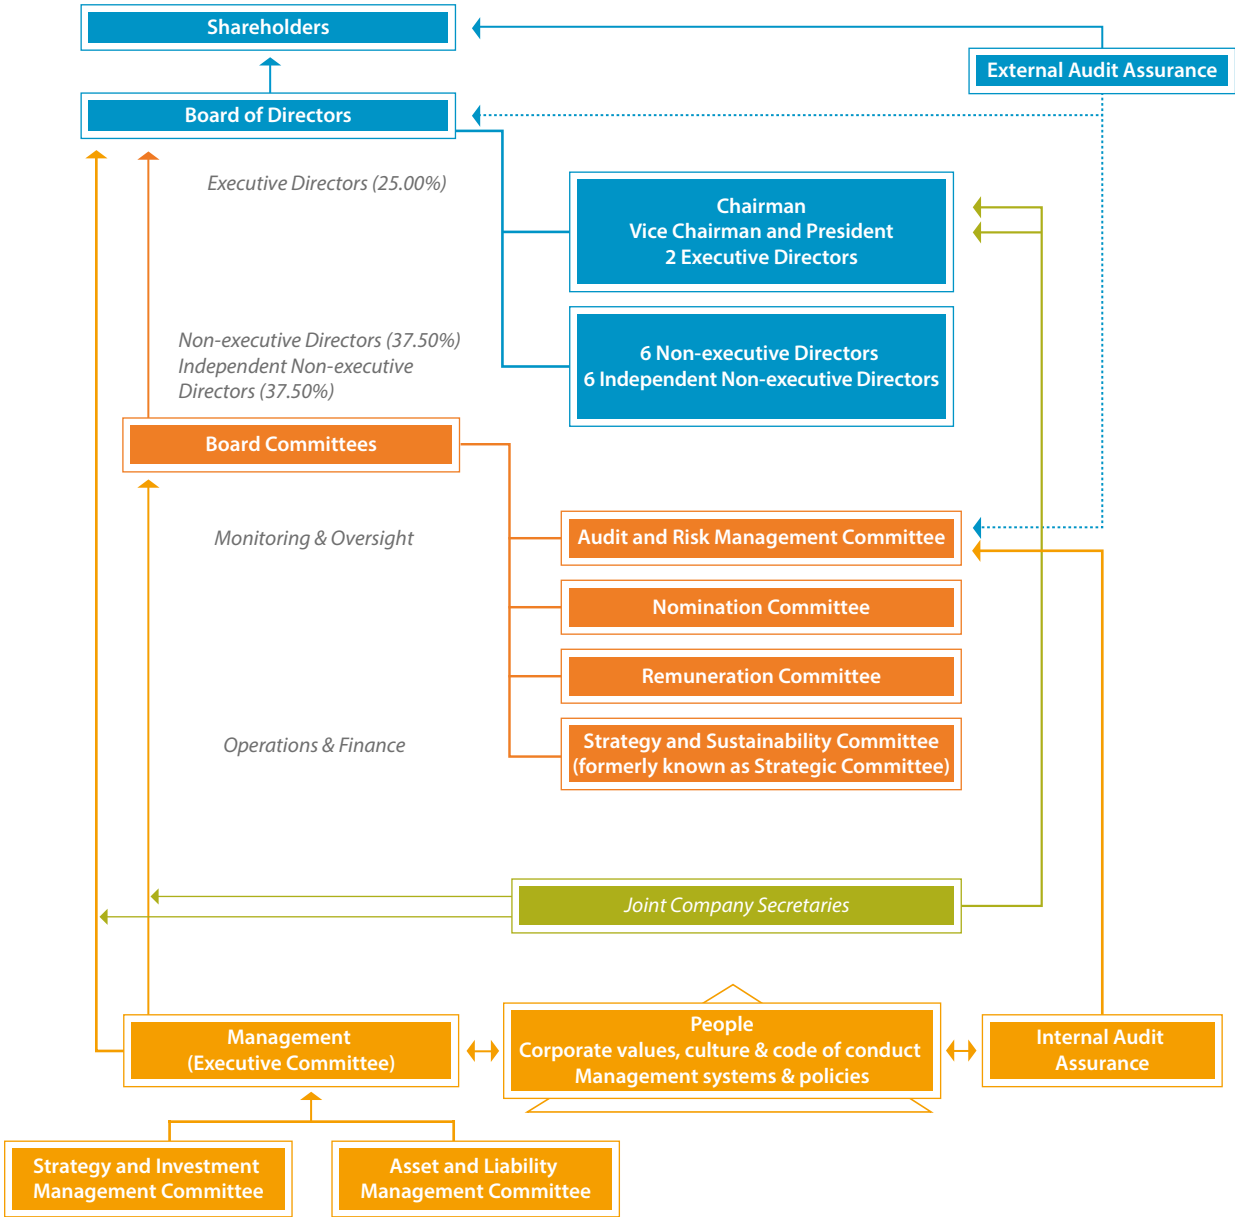 Shareholders
External Audit Assurance
Board of Directors
Executive Directors (25.00%)
Chairman
Vice Chairman and President
2 Executive Directors
Non-executive Directors (37.50%)
Independent Non-executive
Directors (37.50%)
6 Non-executive Directors
6 Independent Non-executive Directors
Board Committees
Monitoring & Oversight
Audit and Risk Management Committee
Nomination Committee
Remuneration Committee
Operations & Finance
Strategy and Sustainability Committee
(formerly known as Strategic Committee)
Joint Company Secretaries
Management
(Executive Committee)
People
Corporate values, culture & code of conduct
Management systems & policies
Internal Audit
Assurance
Strategy and Investment
Management Committee
Asset and Liability
Management Committee